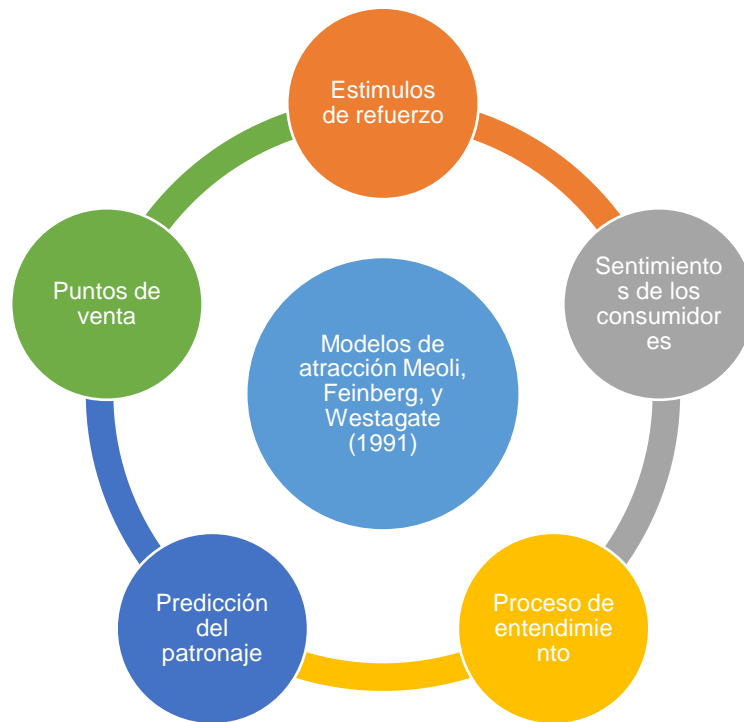 Estimulos
de refuerzo
Sentimiento
s de los
consumidor
es
Proceso de
entendimie
nto
Predicción
del
patronaje
Puntos de
venta
Modelos de
atracción Meoli,
Feinberg, y
Westagate
(1991)